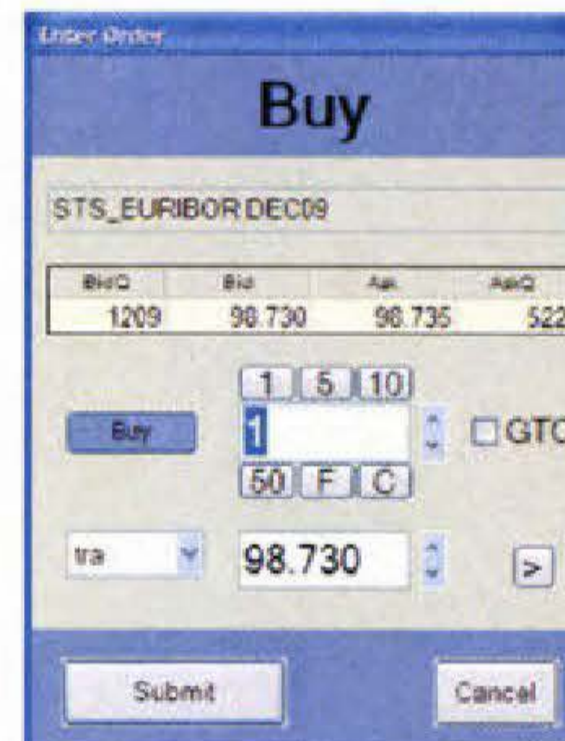 Enter Order
Buy
STS_EURIBOR DEC09
BidQ Bid Ask AskQ
1209 98.730 98.735 522
1 5 10
Buy 1 GTC
50 F C
tra 98.730 >
Submit Cancel